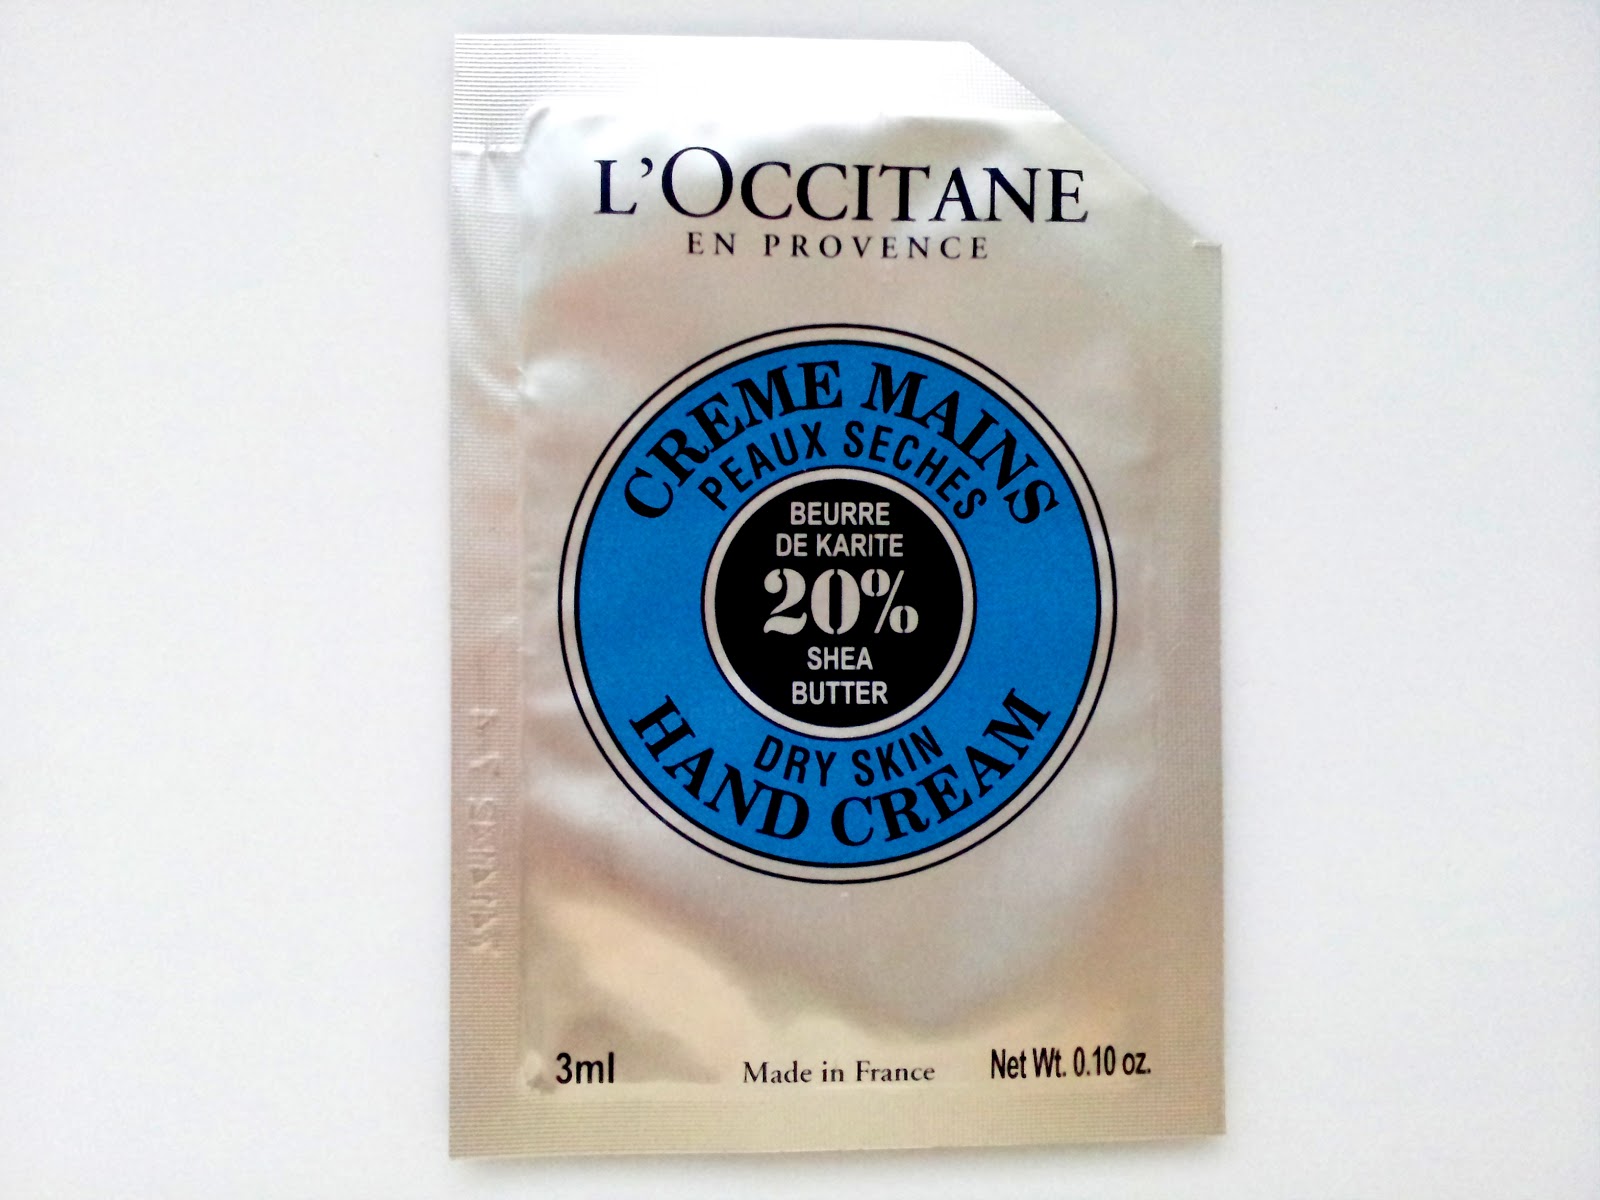 L'OCCITANE
EN PROVENCE
CREME MAINS
PEAUX SECHES
BEURRE
DE KARITE
20%
SHEA
BUTTER
DRY SKIN
HAND CREAM
3ml
Made in France
Net Wt. 0.10 oz.